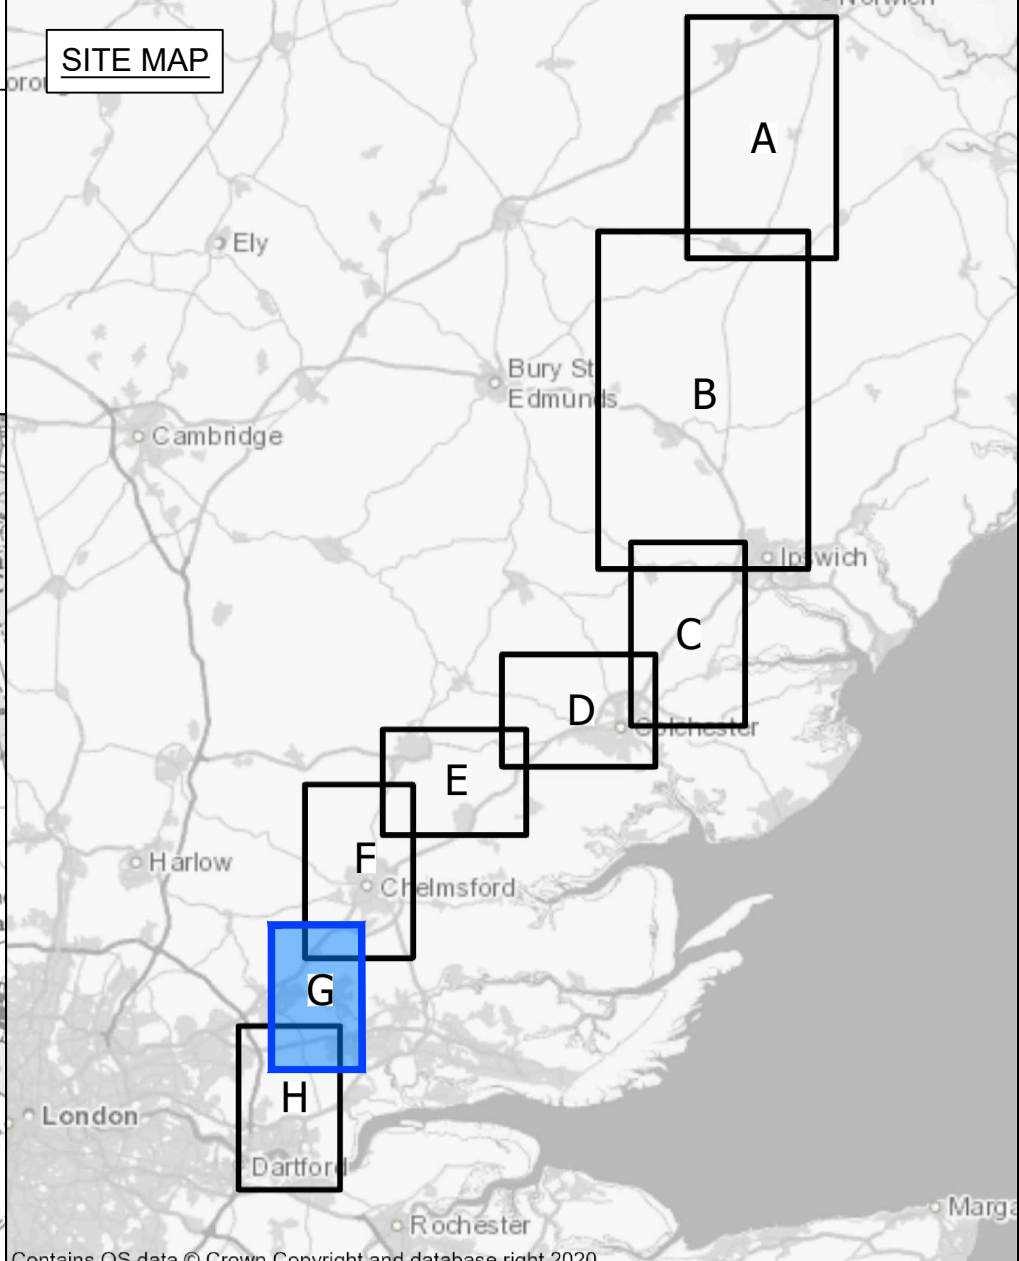 Norwich
SITE MAP
A
Ely
Bury St
Edmunds
B
Cambridge
Ipswich
C
D
Colchester
E
F
Harlow
Chelmsford
G
H
London
Dartford
Rochester
Contains OS data © Crown Copyright and database right 2020